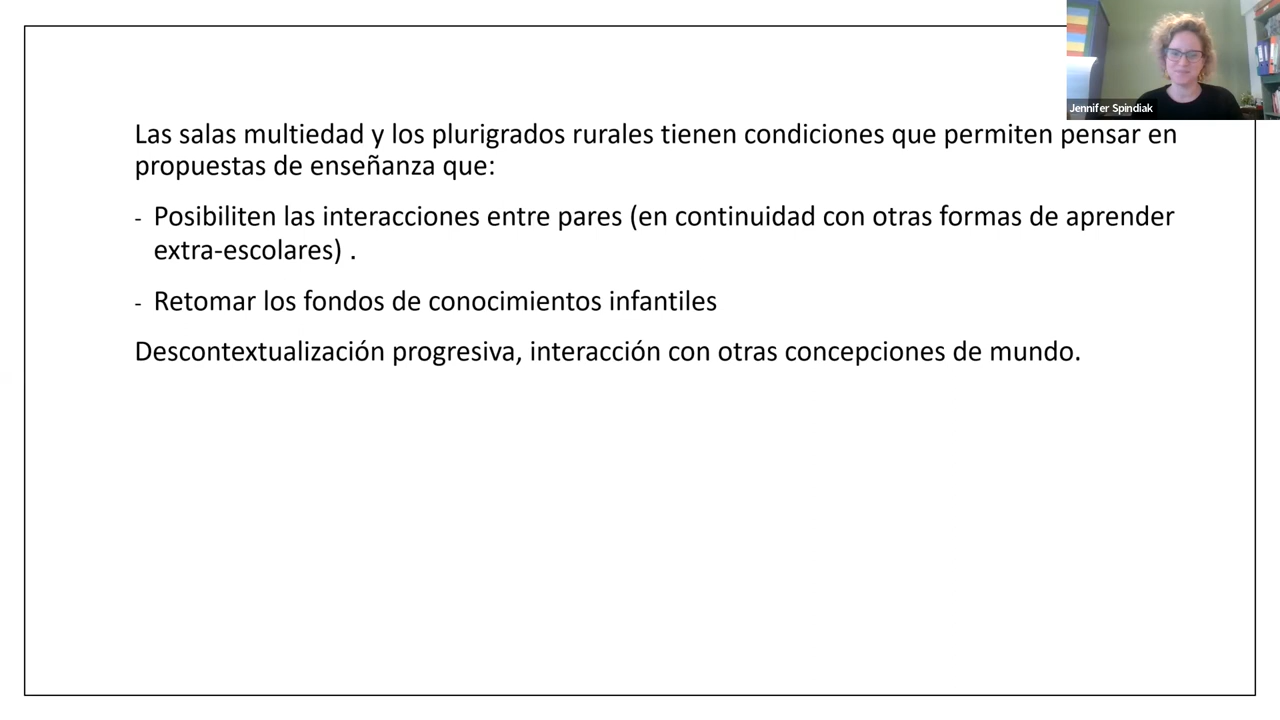 Jennifer Spindiak
Las salas multiedad y los plurigrados rurales tienen condiciones que permiten pensar en
propuestas de enseñanza que:
- Posibiliten las interacciones entre pares (en continuidad con otras formas de aprender
extra-escolares) .
- Retomar los fondos de conocimientos infantiles
Descontextualización progresiva, interacción con otras concepciones de mundo.